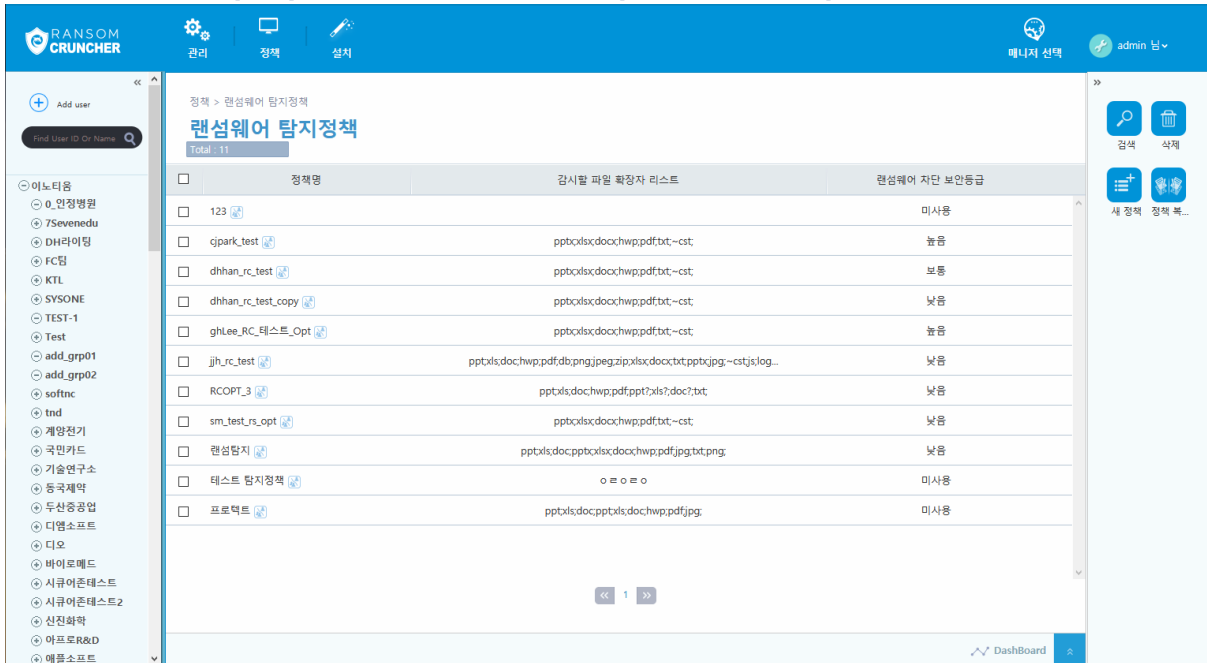 RANSOM
CRUNCHER
관리
정책
설치
매니저 선택
admin 님
Add user
Find User ID Or Name
이노티움
0_인정병원
7Sevenedu
DH라이팅
FC팀
KTL
SYSONE
TEST-1
Test
add_grp01
add_grp02
softnc
tnd
계양전기
국민카드
기술연구소
동국제약
두산중공업
디앰소프트
디오
바이로메드
시큐어존테스트
시큐어존테스트2
신진화학
아프로R&D
애플소프트
정책 > 랜섬웨어 탐지정책
랜섬웨어 탐지정책
Total : 11
정책명 감시할 파일 확장자 리스트 랜섬웨어 차단 보안등급
123 미사용
cjpark_test pptx;xlsx;docx;hwp;pdf;txt;~cst; 높음
dhhan_rc_test pptx;xlsx;docx;hwp;pdf;txt;~cst; 보통
dhhan_rc_test_copy pptx;xlsx;docx;hwp;pdf;txt;~cst; 낮음
ghLee_RC_테스트_Opt pptx;xlsx;docx;hwp;pdf;txt;~cst; 높음
jjh_rc_test ppt;xls;doc;hwp;pdf;db;png;jpeg;zip;xlsx;docx;txt;pptx;jpg;~cst;js;log... 낮음
RCOPT_3 ppt;xls;doc;hwp;pdf;ppt?;xls?;doc?;txt; 낮음
sm_test_rs_opt pptx;xlsx;docx;hwp;pdf;txt;~cst; 낮음
랜섬탐지 ppt;xls;doc;pptx;xlsx;docx;hwp;pdf;jpg;txt;png; 낮음
테스트 탐지정책 ㅇㄹㅇㄹㅇ 미사용
프로텍트 ppt;xls;doc;ppt;xls;doc;hwp;pdf;jpg; 미사용
1
DashBoard
검색 삭제
새 정책 정책 복...